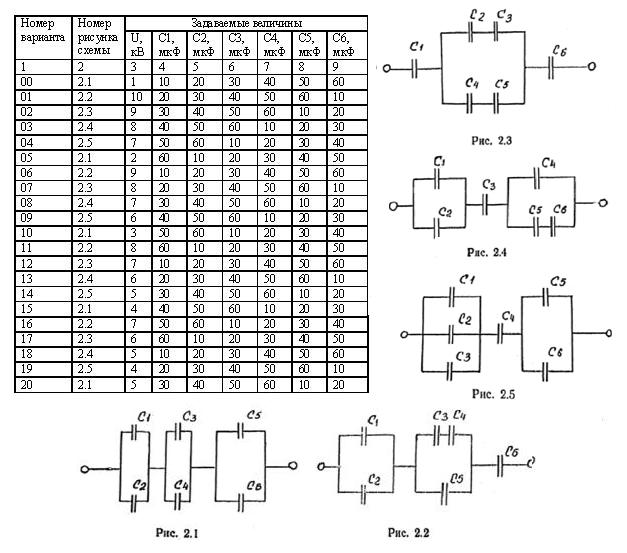 Номер варианта Номер рисунка схемы Задаваемые величины
U, кВ C1, мкФ C2, мкФ C3, мкФ C4, мкФ C5, мкФ C6, мкФ
1 2 3 4 5 6 7 8 9
00 2.1 1 10 20 30 40 50 60
01 2.2 10 20 30 40 50 60 10
02 2.3 9 30 40 50 60 10 20
03 2.4 8 40 50 60 10 20 30
04 2.5 7 50 60 10 20 30 40
05 2.1 2 60 10 20 30 40 50
06 2.2 9 10 20 30 40 50 60
07 2.3 8 20 30 40 50 60 10
08 2.4 7 30 40 50 60 10 20
09 2.5 6 40 50 60 10 20 30
10 2.1 3 50 60 10 20 30 40
11 2.2 8 60 10 20 30 40 50
12 2.3 7 10 20 30 40 50 60
13 2.4 6 20 30 40 50 60 10
14 2.5 5 30 40 50 60 10 20
15 2.1 4 40 50 60 10 20 30
16 2.2 7 50 60 10 20 30 40
17 2.3 6 60 10 20 30 40 50
18 2.4 5 10 20 30 40 50 60
19 2.5 4 20 30 40 50 60 10
20 2.1 5 30 40 50 60 10 20
C2 C3
C1 C6
C4 C5
Рис. 2.3
C1 C4
C3
C2 C5 C6
Рис. 2.4
C1 C5
C2 C4
C3 C6
Рис. 2.5
C1 C3 C5
C2 C4 C6
Рис. 2.1
C1 C3 C4
C6
C2 C5
Рис. 2.2